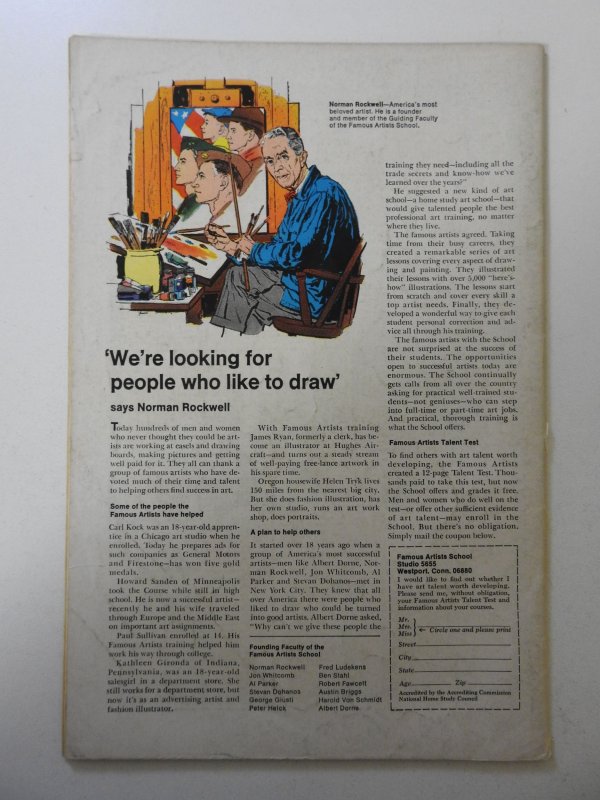 Norman Rockwell—America's most
beloved artist. He is a founder
and member of the Guiding Faculty
of the Famous Artists School.
'We're looking for
people who like to draw'
says Norman Rockwell
Today hundreds of men and women
who never thought they could be art-
ists are working at easels and drawing
boards, making pictures and getting
well paid for it. They all can thank a
group of famous artists who have de-
voted much of their time and talent
to helping others find success in art.
Some of the people the
Famous Artists have helped
Carl Kock was an 18-year-old appren-
tice in a Chicago art studio when he
enrolled. Today he prepares ads for
such companies as General Motors
and Firestone—has won five gold
medals.
Howard Sanden of Minneapolis
took the Course while still in high
school. He is now a successful artist—
recently he and his wife traveled
through Europe and the Middle East
on important art assignments.
Paul Sullivan enrolled at 14. His
Famous Artists training helped him
work his way through college.
Kathleen Gironda of Indiana,
Pennsylvania, was an 18-year-old
salesgirl in a department store. She
still works for a department store, but
now it's as an advertising artist and
fashion illustrator.
With Famous Artists training
James Ryan, formerly a clerk, has be-
come an illustrator at Hughes Air-
craft—and turns out a steady stream
of well-paying free-lance artwork in
his spare time.
Oregon housewife Helen Tryk lives
150 miles from the nearest big city.
But she does fashion illustration, has
her own studio, runs an art work
shop, does portraits.
A plan to help others
It started over 18 years ago when a
group of America's most successful
artists—men like Albert Dorne, Nor-
man Rockwell, Jon Whitcomb, Al
Parker and Stevan Dohanos—met in
New York City. They knew that all
over America there were people who
liked to draw who could be turned
into good artists. Albert Dorne asked,
"Why can't we give these people the
Founding Faculty of the
Famous Artists School
Norman Rockwell
Jon Whitcomb
Al Parker
Stevan Dohanos
George Giusti
Peter Helck
Fred Ludekens
Ben Stahl
Robert Fawcett
Austin Briggs
Harold Von Schmidt
Albert Dorne
training they need—including all the
trade secrets and know-how we've
learned over the years?"
He suggested a new kind of art
school—a home study art school—that
would give talented people the best
professional art training, no matter
where they live.
The famous artists agreed. Taking
time from their busy careers, they
created a remarkable series of art
lessons covering every aspect of draw-
ing and painting. They illustrated
their lessons with over 5,000 "here's-
how" illustrations. The lessons start
from scratch and cover every skill a
top artist needs. Finally, they de-
veloped a wonderful way to give each
student personal correction and ad-
vice all through his training.
The famous artists with the School
are not surprised at the success of
their students. The opportunities
open to successful artists today are
enormous. The School continually
gets calls from all over the country
asking for practical well-trained stu-
dents—not geniuses—who can step
into full-time or part-time art jobs.
And practical, thorough training is
what the School offers.
Famous Artists Talent Test
To find others with art talent worth
developing, the Famous Artists
created a 12-page Talent Test. Thou-
sands paid to take this test, but now
the School offers and grades it free.
Men and women who do well on the
test—or offer other sufficient evidence
of art talent—may enroll in the
School. But there's no obligation.
Simply mail the coupon below.
Famous Artists School
Studio 5655
Westport, Conn. 06880
I would like to find out whether I
have art talent worth developing.
Please send me, without obligation,
your Famous Artists Talent Test and
information about your courses.
Mr.
Mrs.
Miss
← Circle one and please print
Street
City
State
Age Zip
Accredited by the Accrediting Commission
National Home Study Council